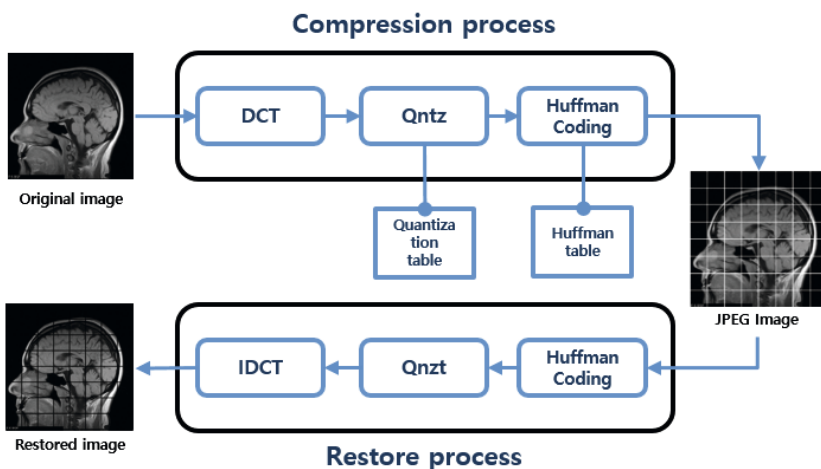 Compression process
DCT
Qntz
Huffman
Coding
Original image
Quantiza
tion
table
Huffman
table
JPEG Image
IDCT
Qnzt
Huffman
Coding
Restored image
Restore process